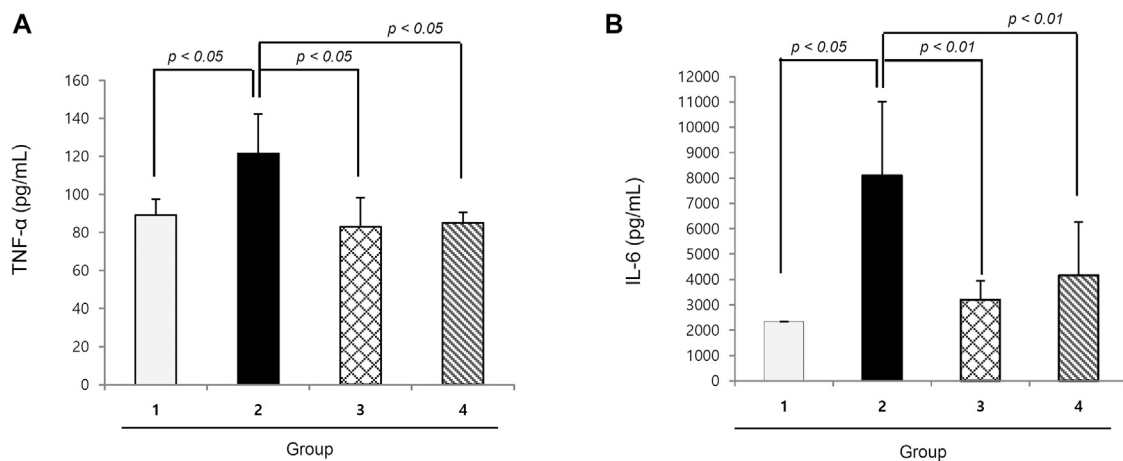 A
p < 0.05
p < 0.05
p < 0.05
TNF-α (pg/mL)
160
140
120
100
80
60
40
20
0
1
2
3
4
Group
B
p < 0.01
p < 0.05
p < 0.01
IL-6 (pg/mL)
12000
11000
10000
9000
8000
7000
6000
5000
4000
3000
2000
1000
0
1
2
3
4
Group